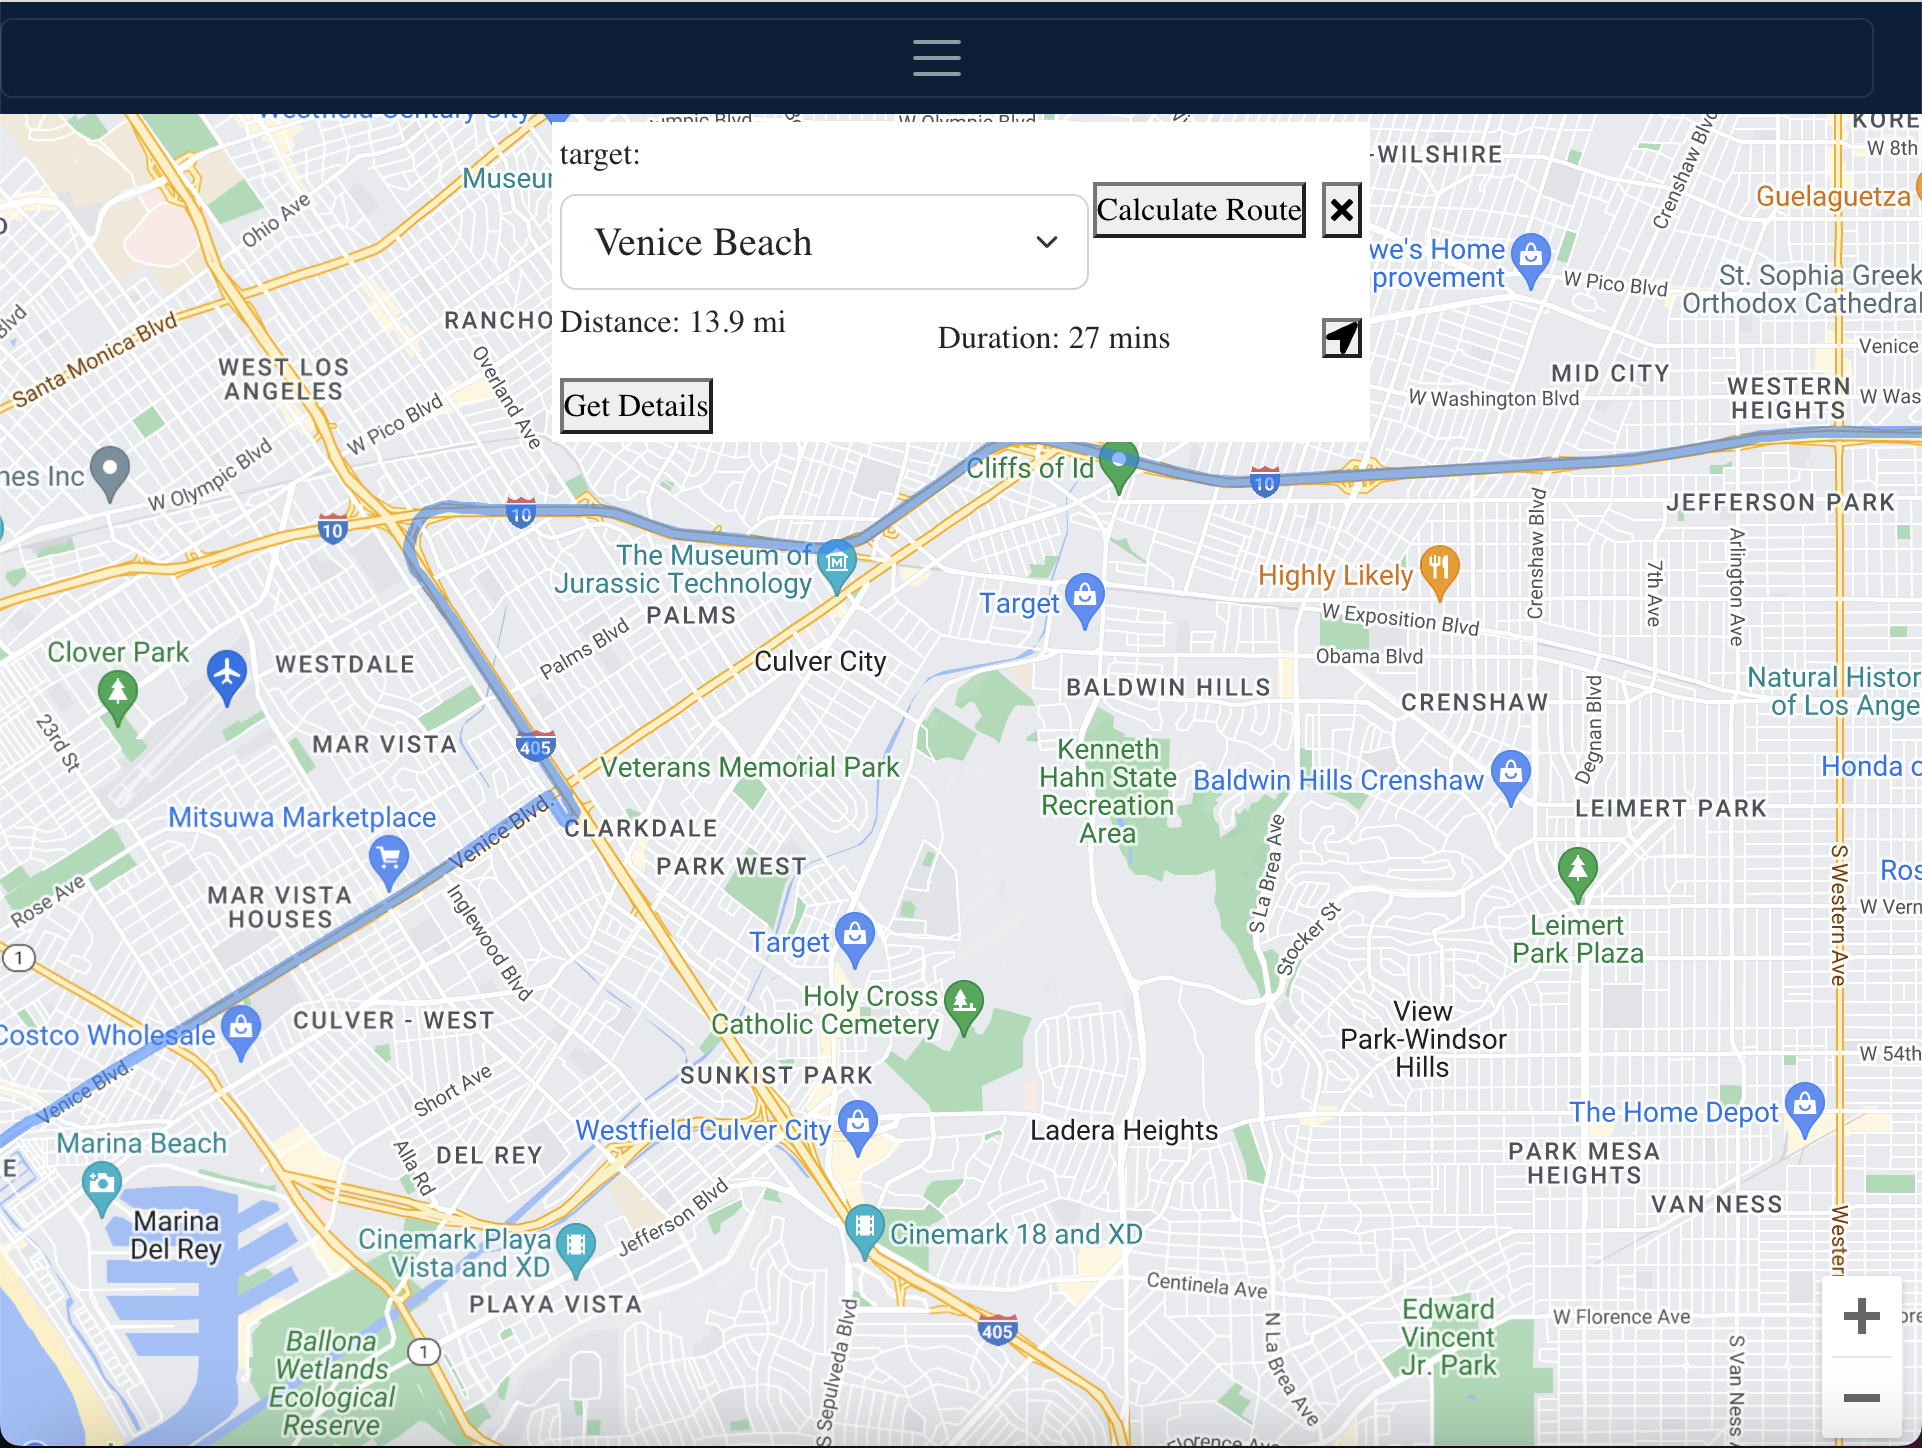 target:
Venice Beach
Calculate Route
Distance: 13.9 mi
Duration: 27 mins
Get Details
W Olympic Blvd
-WILSHIRE
Crenshaw Blvd
W 8th
Guelaguetza
Ohio Ave
we's Home
provement
W Pico Blvd
St. Sophia Greek
Orthodox Cathedral
Santa Monica Blvd
RANCHO
WEST LOS
ANGELES
Overland Ave
W Pico Blvd
Venice
MID CITY
W Washington Blvd
WESTERN
HEIGHTS
W Was
nes Inc
W Olympic Blvd
10
10
Cliffs of Id
10
JEFFERSON PARK
The Museum of
Jurassic Technology
PALMS
Palms Blvd
Target
Highly Likely
W Exposition Blvd
Crenshaw Blvd
7th Ave
Arlington Ave
Obama Blvd
Clover Park
WESTDALE
Culver City
BALDWIN HILLS
CRENSHAW
Degnan Blvd
Natural Histor
of Los Ange
23rd St
MAR VISTA
405
Veterans Memorial Park
Kenneth
Hahn State
Recreation
Area
Baldwin Hills Crenshaw
Honda
LEIMERT PARK
Mitsuwa Marketplace
Venice Blvd.
CLARKDALE
PARK WEST
MAR VISTA
HOUSES
Rose Ave
Inglewood Blvd
S La Brea Ave
Stocker St
Leimert
Park Plaza
S Western Ave
Ros
W Vern
1
Target
Holy Cross
Catholic Cemetery
View
Park-Windsor
Hills
Costco Wholesale
CULVER - WEST
Venice Blvd.
Short Ave
SUNKIST PARK
W 54th
Marina Beach
Alla Rd
DEL REY
Westfield Culver City
Ladera Heights
The Home Depot
PARK MESA
HEIGHTS
VAN NESS
Marina
Del Rey
Cinemark Playa
Vista and XD
Jefferson Blvd
Cinemark 18 and XD
Western
PLAYA VISTA
Centinela Ave
Edward
Vincent
Jr. Park
W Florence Ave
Ballona
Wetlands
Ecological
Reserve
1
S Sepulveda Blvd
405
N La Brea Ave
S Van Ness